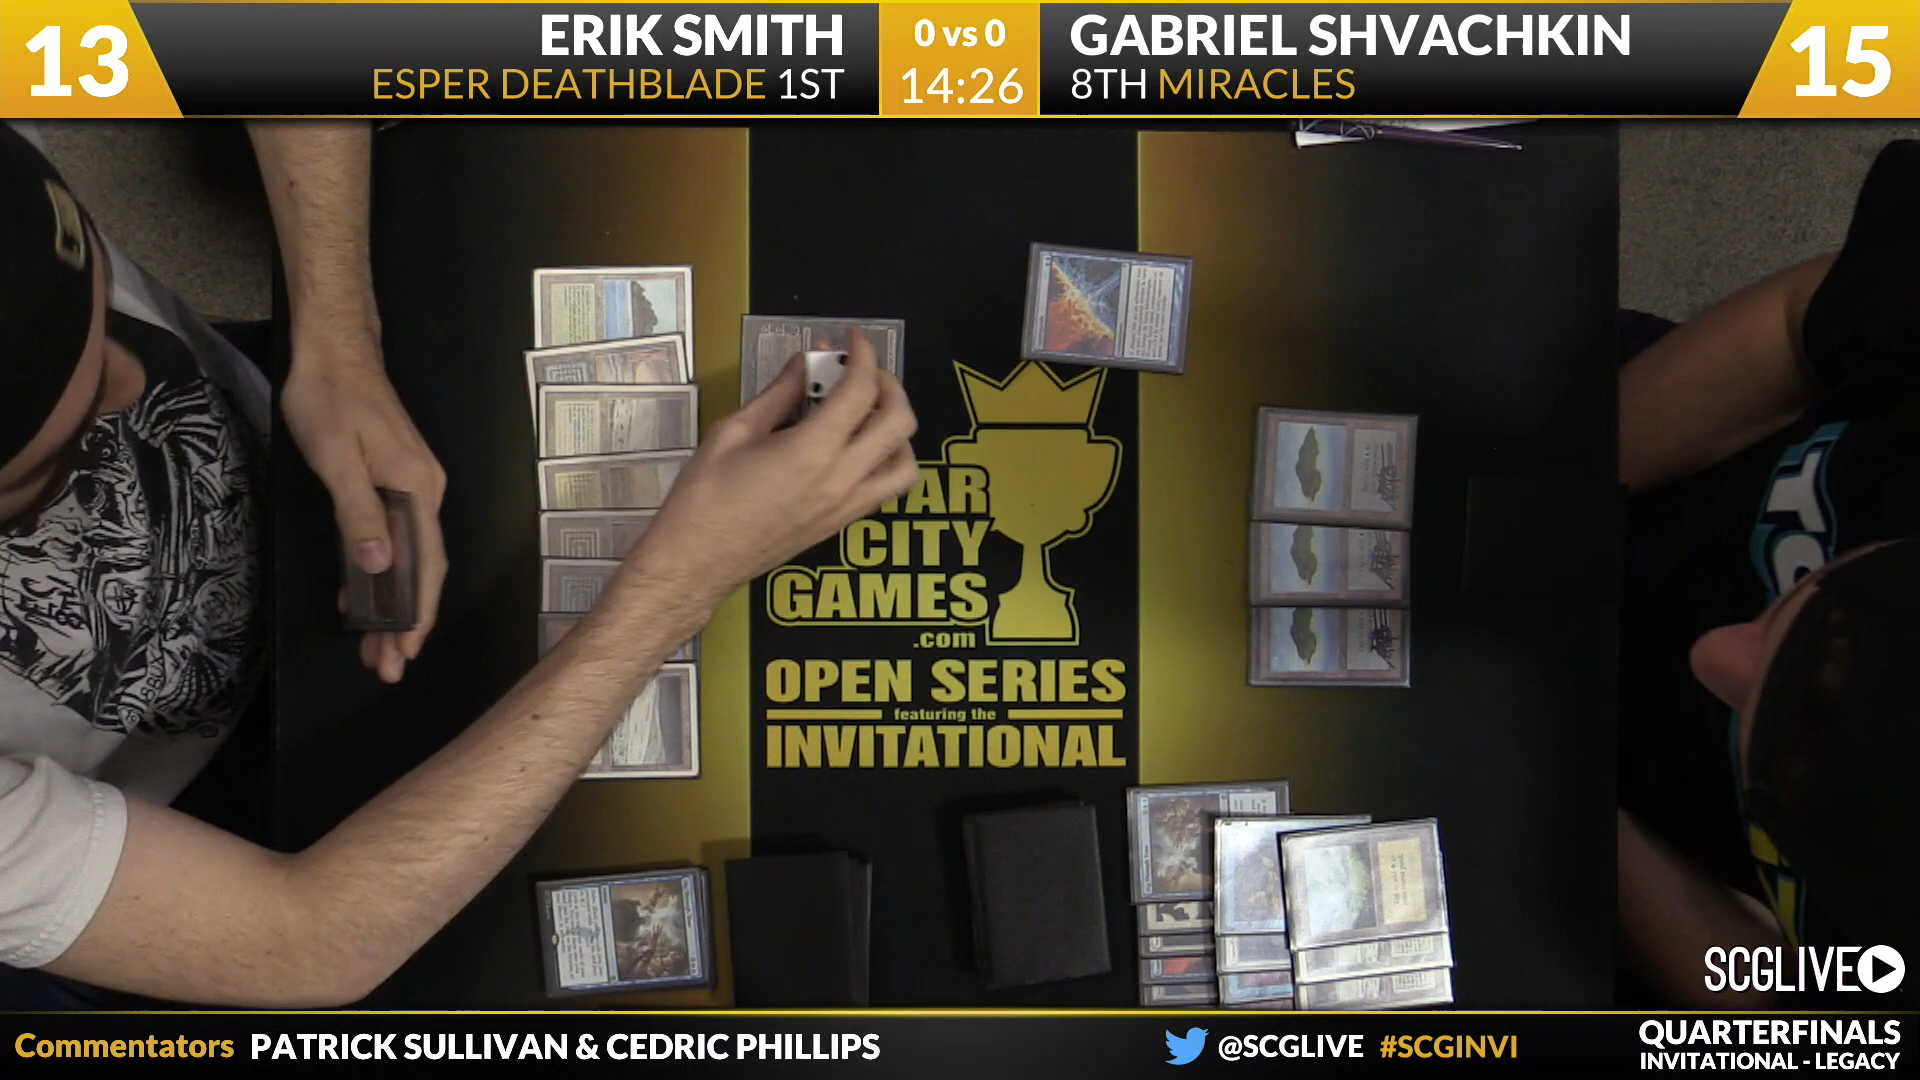 13
ERIK SMITH
ESPER DEATHBLADE 1ST
0 vs 0
14:26
GABRIEL SHVACHKIN
8TH MIRACLES
15
CITY
GAMES
.com
OPEN SERIES
featuring the
INVITATIONAL
SCGLIVE
Commentators PATRICK SULLIVAN & CEDRIC PHILLIPS
@SCGLIVE #SCGINVI
QUARTERFINALS
INVITATIONAL - LEGACY